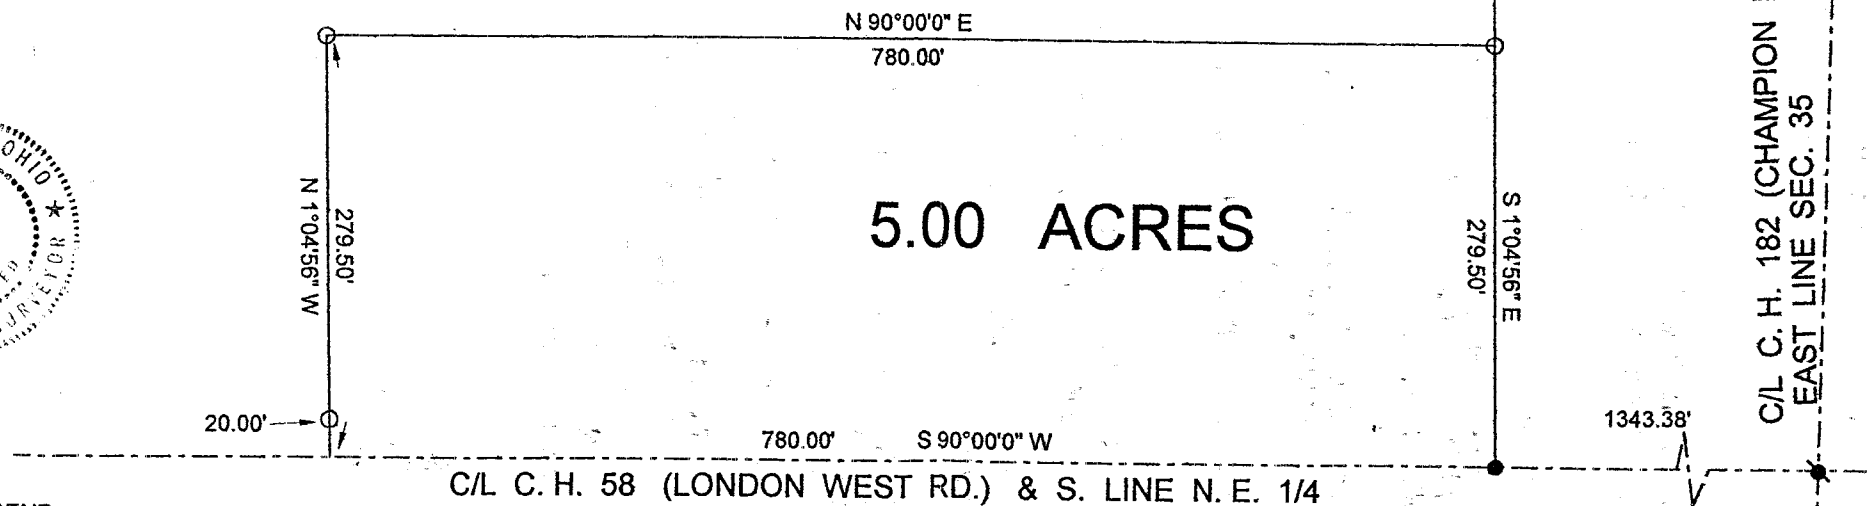 N 90°00'0" E
780.00'
C/L C. H. 182 (CHAMPION
EAST LINE SEC. 35
OHIO
N 1°04'56" W
279.50'
5.00 ACRES
S 1°04'56" E
279.50'
20.00'
780.00' S 90°00'0" W
1343.38'
C/L C. H. 58 (LONDON WEST RD.) & S. LINE N. E. 1/4